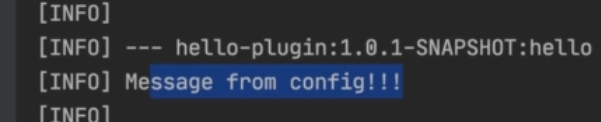 [INFO]
[INFO] --- hello-plugin:1.0.1-SNAPSHOT:hello
[INFO] Message from config!!!
[INFO]